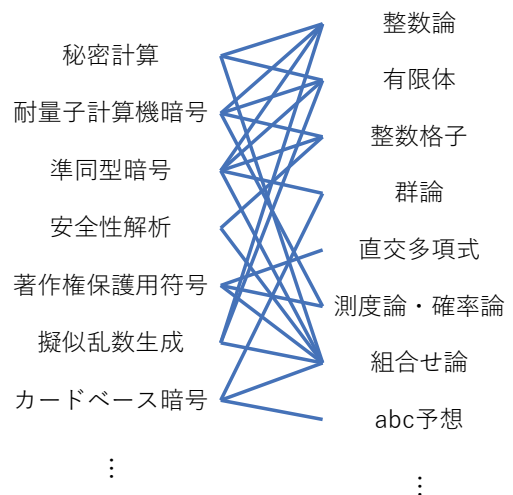 秘密計算
耐量子計算機暗号
準同型暗号
安全性解析
著作権保護用符号
擬似乱数生成
カードベース暗号
⋮
整数論
有限体
整数格子
群論
直交多項式
測度論・確率論
組合せ論
abc予想
⋮